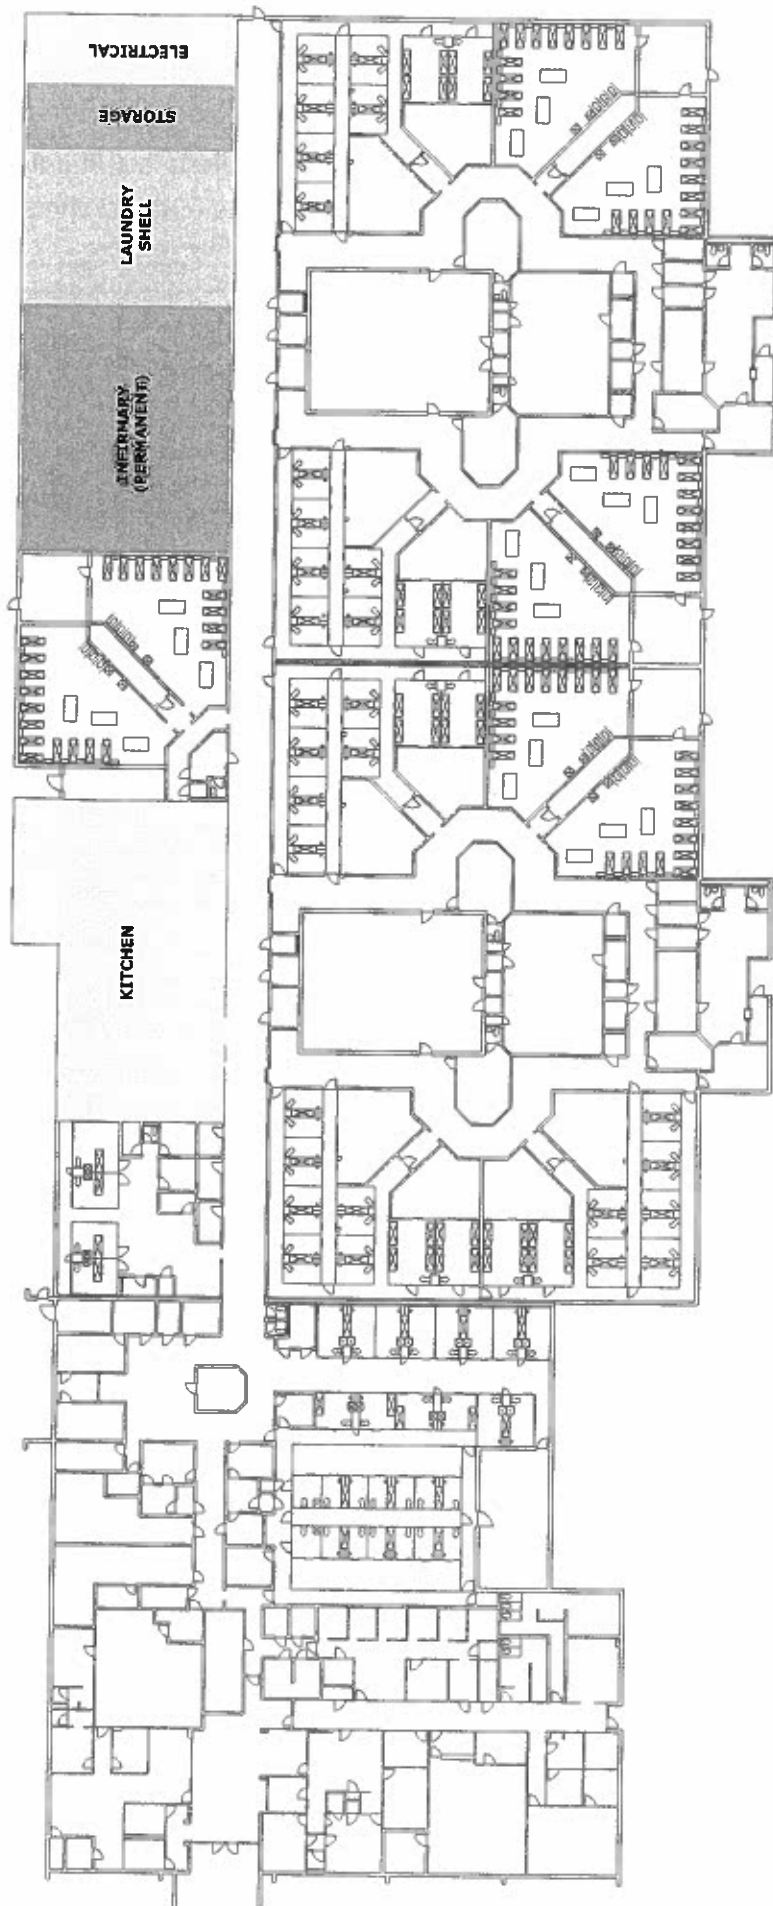 ELECTRICAL
STORAGE
LAUNDRY
SHELL
INFIRMARY
(PERMANENT)
KITCHEN